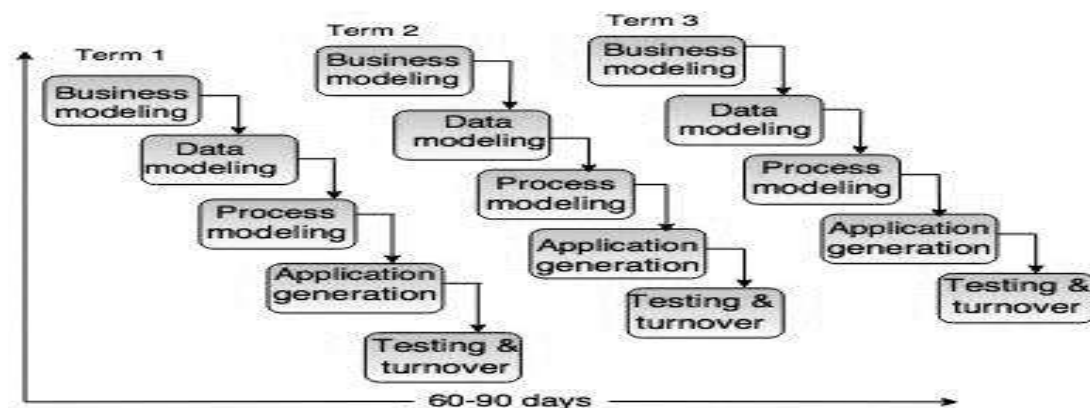 Term 1
Business
modeling
Data
modeling
Process
modeling
Application
generation
Testing &
turnover
Term 2
Business
modeling
Data
modeling
Process
modeling
Application
generation
Testing &
turnover
Term 3
Business
modeling
Data
modeling
Process
modeling
Application
generation
Testing &
turnover
60-90 days